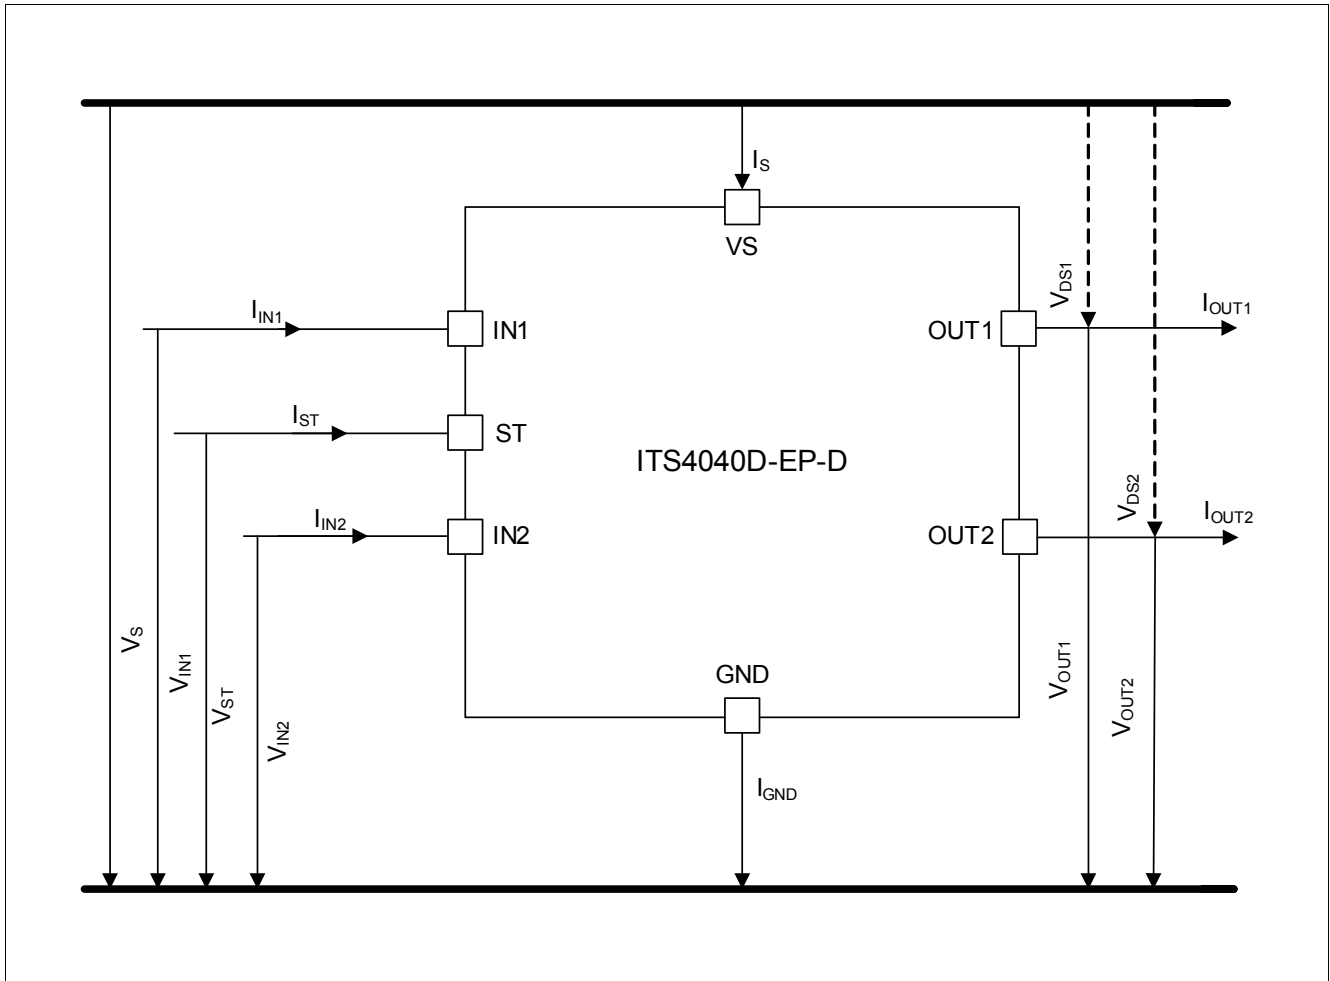 I_S
VS
V_DS1
I_IN1
IN1
OUT1
I_OUT1
I_ST
ST
ITS4040D-EP-D
V_DS2
I_IN2
IN2
OUT2
I_OUT2
V_S
V_IN1
V_ST
V_IN2
GND
V_OUT1
V_OUT2
I_GND